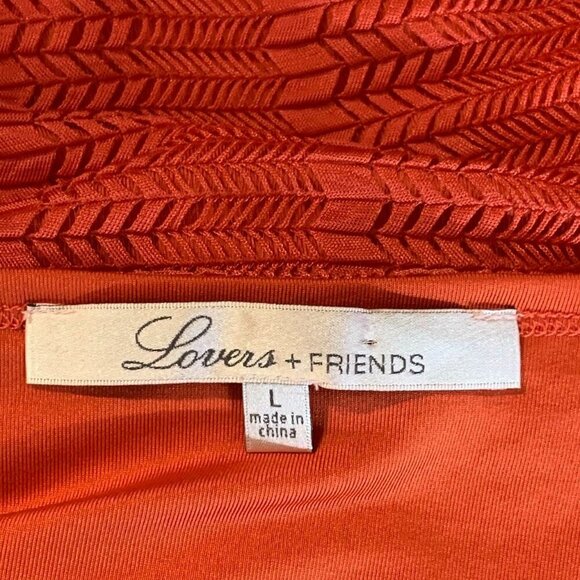 Lovers + FRIENDS
L
made in
china